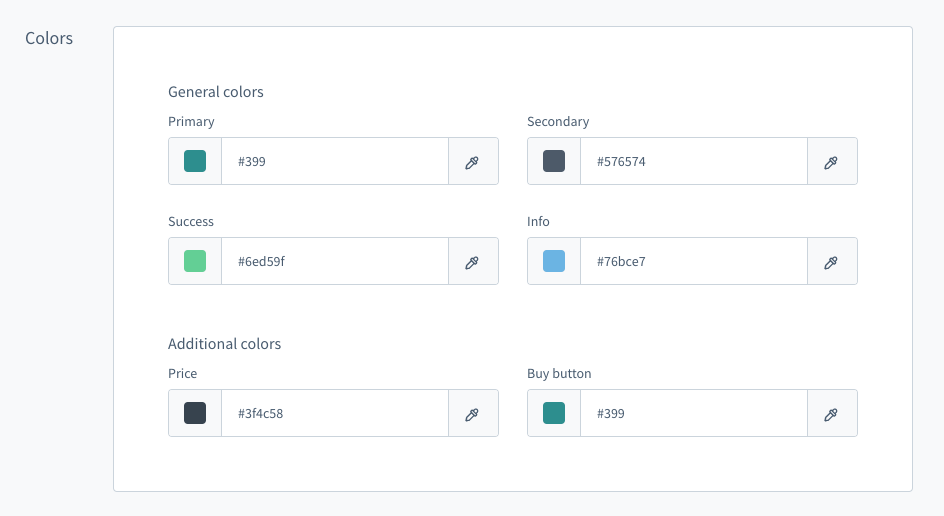 Colors
General colors
Primary
Secondary
#399
#576574
Success
Info
#6ed59f
#76bce7
Additional colors
Price
Buy button
#3f4c58
#399